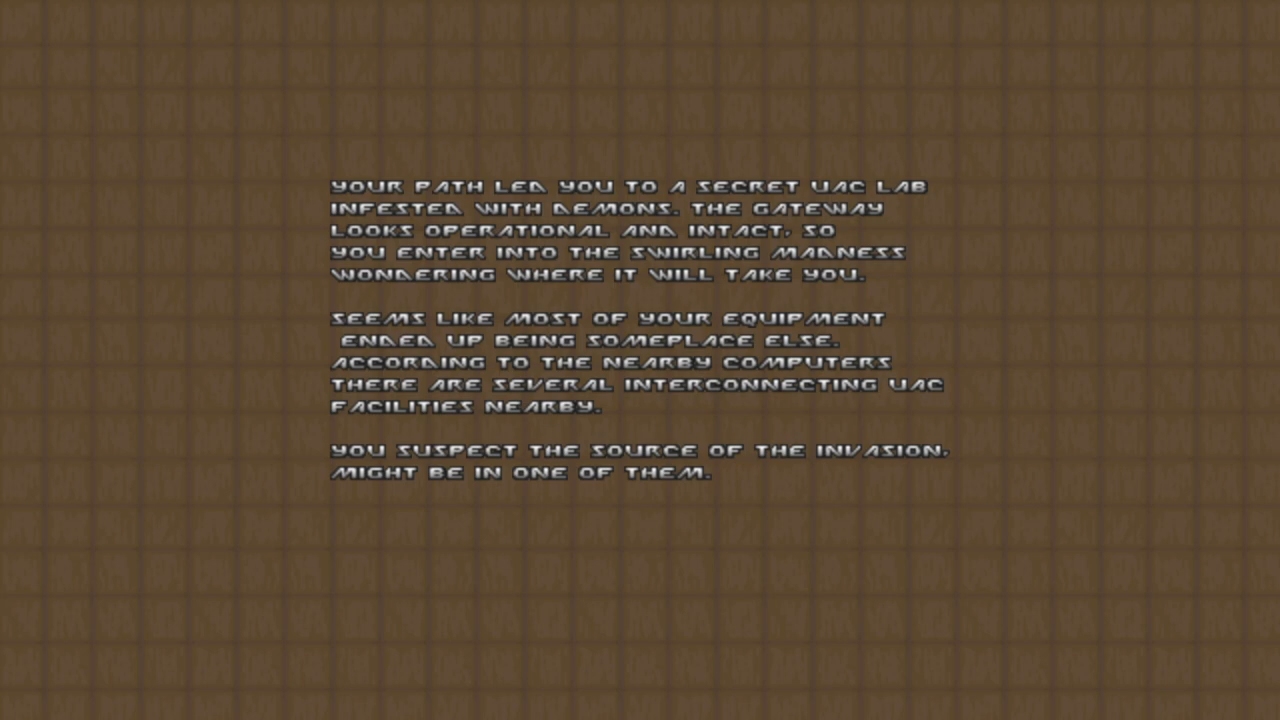 YOUR PATH LED YOU TO A SECRET UAC LAB
INFESTED WITH DEMONS. THE GATEWAY
LOOKS OPERATIONAL AND INTACT, SO
YOU ENTER INTO THE SWIRLING MADNESS
WONDERING WHERE IT WILL TAKE YOU.
SEEMS LIKE MOST OF YOUR EQUIPMENT
ENDED UP BEING SOMEPLACE ELSE.
ACCORDING TO THE NEARBY COMPUTERS
THERE ARE SEVERAL INTERCONNECTING UAC
FACILITIES NEARBY.
YOU SUSPECT THE SOURCE OF THE INVASION,
MIGHT BE IN ONE OF THEM.